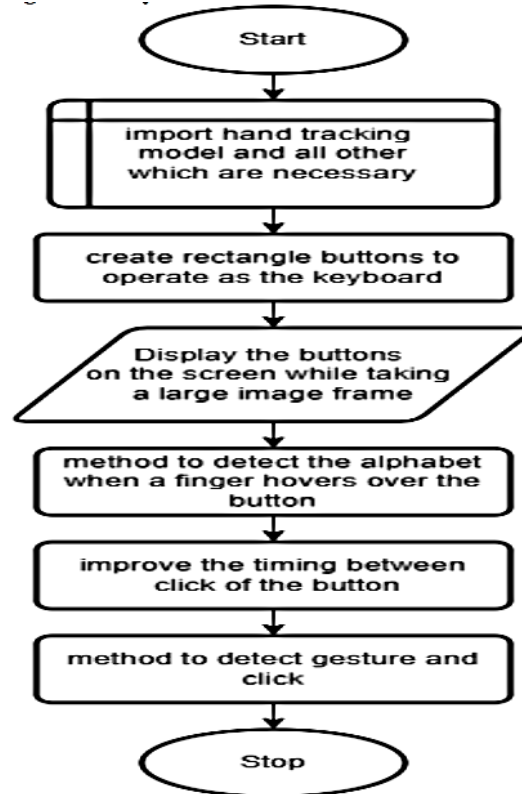 Start
import hand tracking
model and all other
which are necessary
create rectangle buttons to
operate as the keyboard
Display the buttons
on the screen while taking
a large image frame
method to detect the alphabet
when a finger hovers over the
button
improve the timing between
click of the button
method to detect gesture and
click
Stop